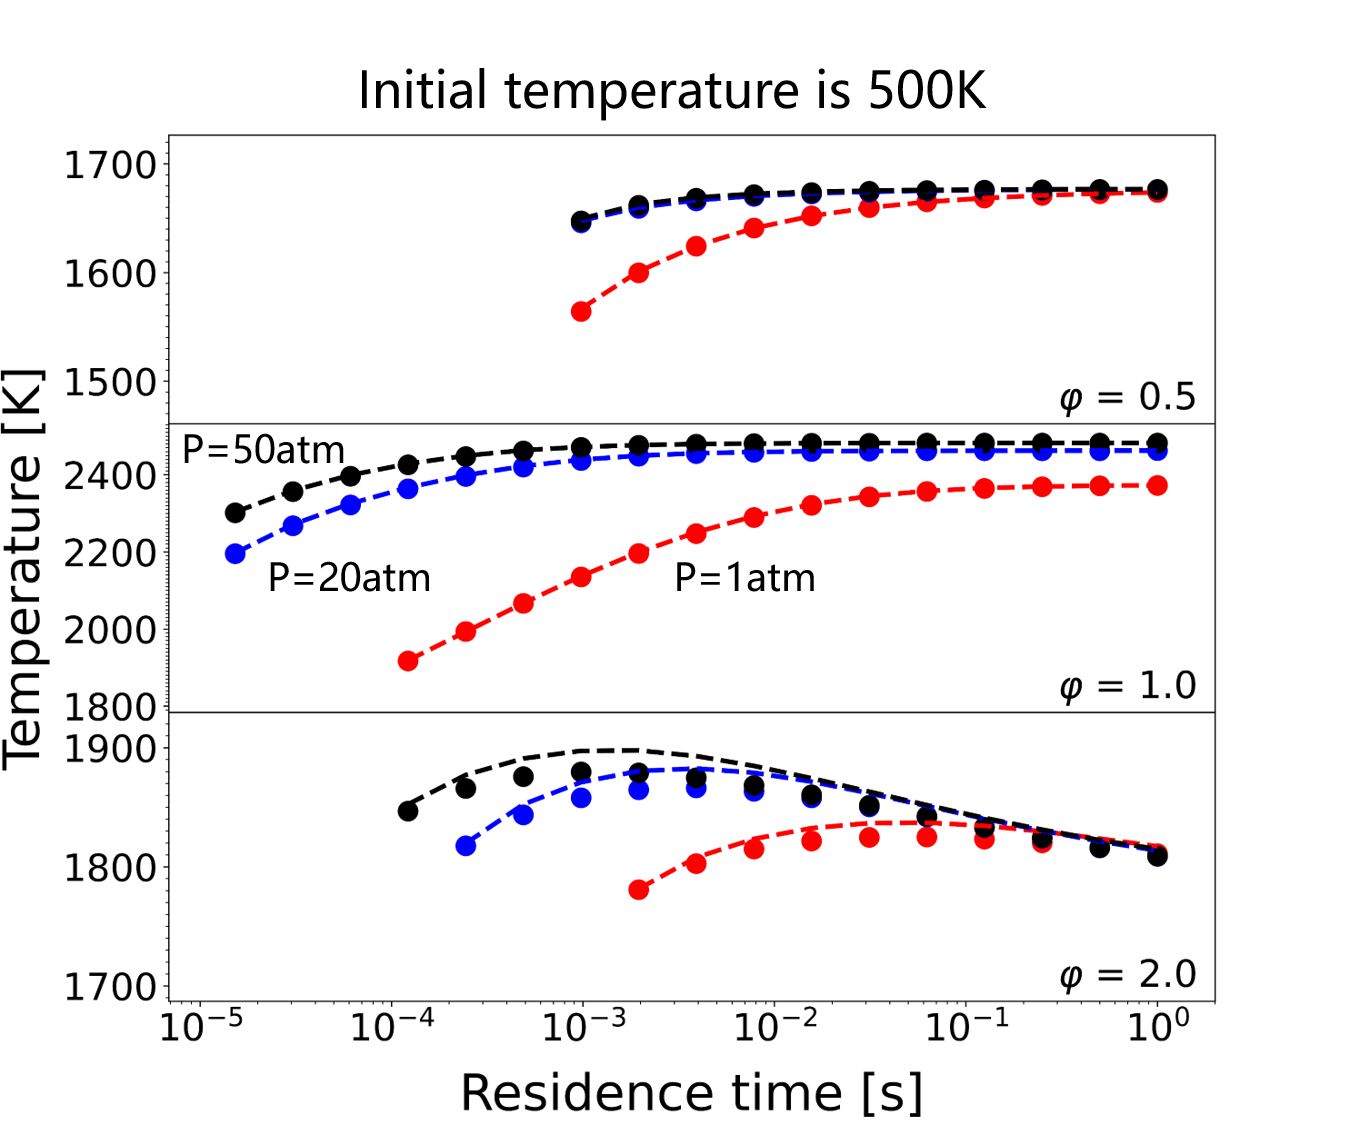 Initial temperature is 500K
Temperature [K]
1700
1600
1500
φ = 0.5
P=50atm
2400
2200
P=20atm
P=1atm
2000
φ = 1.0
1800
1900
1800
1700
φ = 2.0
10⁻⁵ 10⁻⁴ 10⁻³ 10⁻² 10⁻¹ 10⁰
Residence time [s]